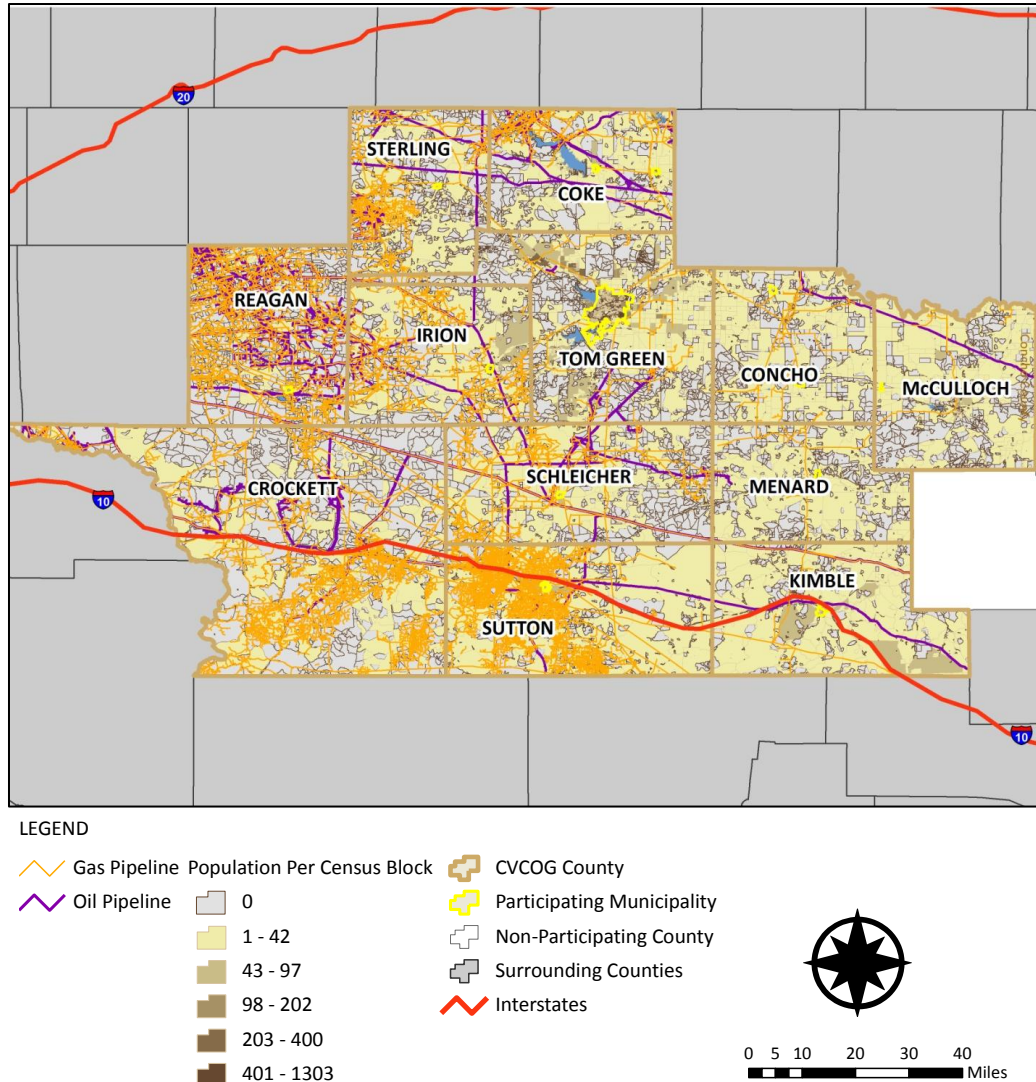 20
STERLING
COKE
REAGAN
IRION
TOM GREEN
CONCHO
McCULLOCH
CROCKETT
SCHLEICHER
MENARD
10
KIMBLE
SUTTON
10
LEGEND
Gas Pipeline
Oil Pipeline
Population Per Census Block
0
1 - 42
43 - 97
98 - 202
203 - 400
401 - 1303
CVCOG County
Participating Municipality
Non-Participating County
Surrounding Counties
Interstates
0 5 10 20 30 40
Miles